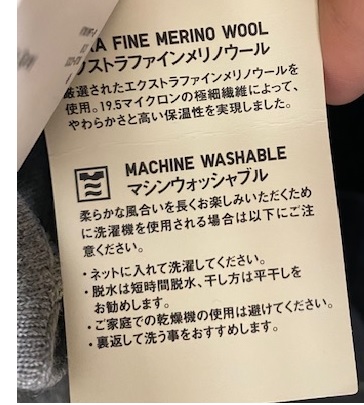 FINE MERINO WOOL
クストラファインメリノウール
厳選されたエクストラファインメリノウールを
使用。19.5マイクロンの極細繊維によって、
やわらかさと高い保温性を実現しました。
MACHINE WASHABLE
マシンウォッシャブル
柔らかな風合いを長くお楽しみいただくため
に洗濯機を使用される場合は以下にご注
意ください。
・ネットに入れて洗濯してください。
・脱水は短時間脱水、干し方は平干しを
お勧めします。
・ご家庭での乾燥機の使用は避けてください。
・裏返して洗う事をおすすめします。